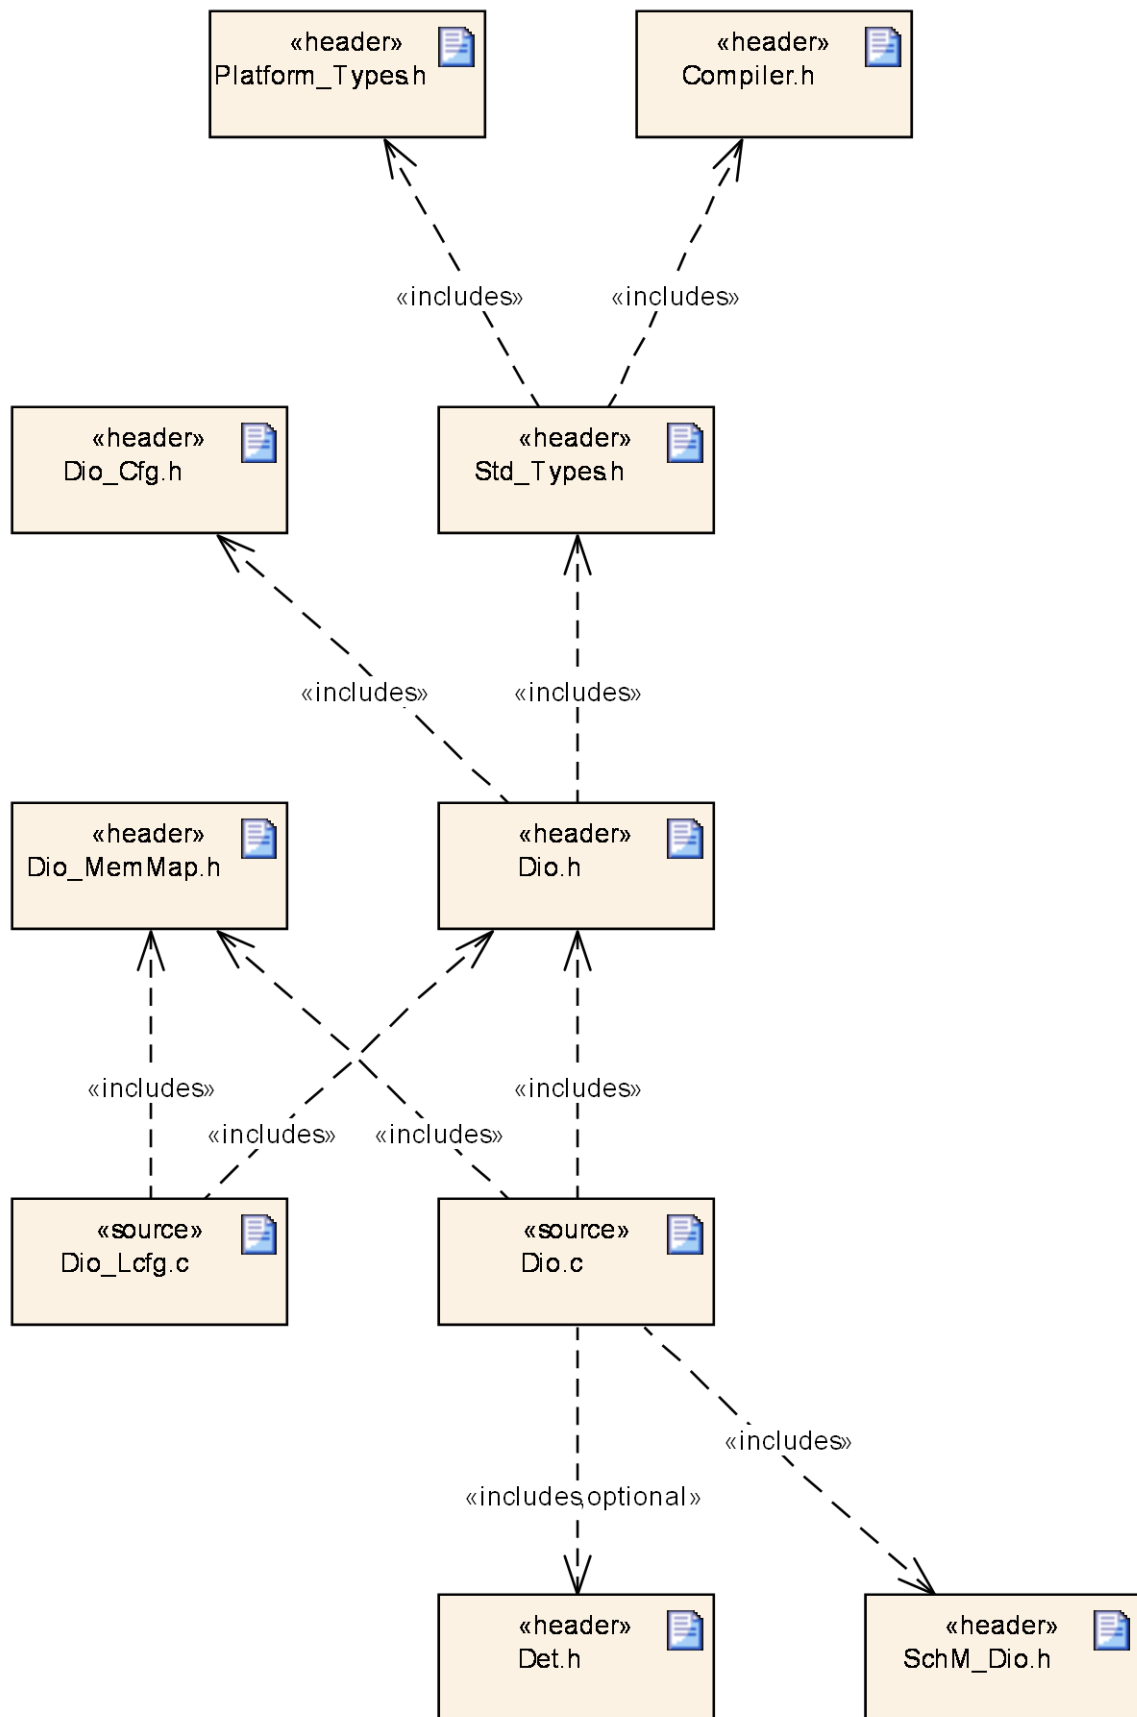 «header»
Platform_Types.h
«header»
Compiler.h
«includes»
«includes»
«header»
Dio_Cfg.h
«header»
Std_Types.h
«includes»
«includes»
«header»
Dio_MemMap.h
«header»
Dio.h
«includes»
«includes»
«includes»
«includes»
«source»
Dio_Lcfg.c
«source»
Dio.c
«includes»
«includes,optional»
«header»
Det.h
«header»
SchM_Dio.h